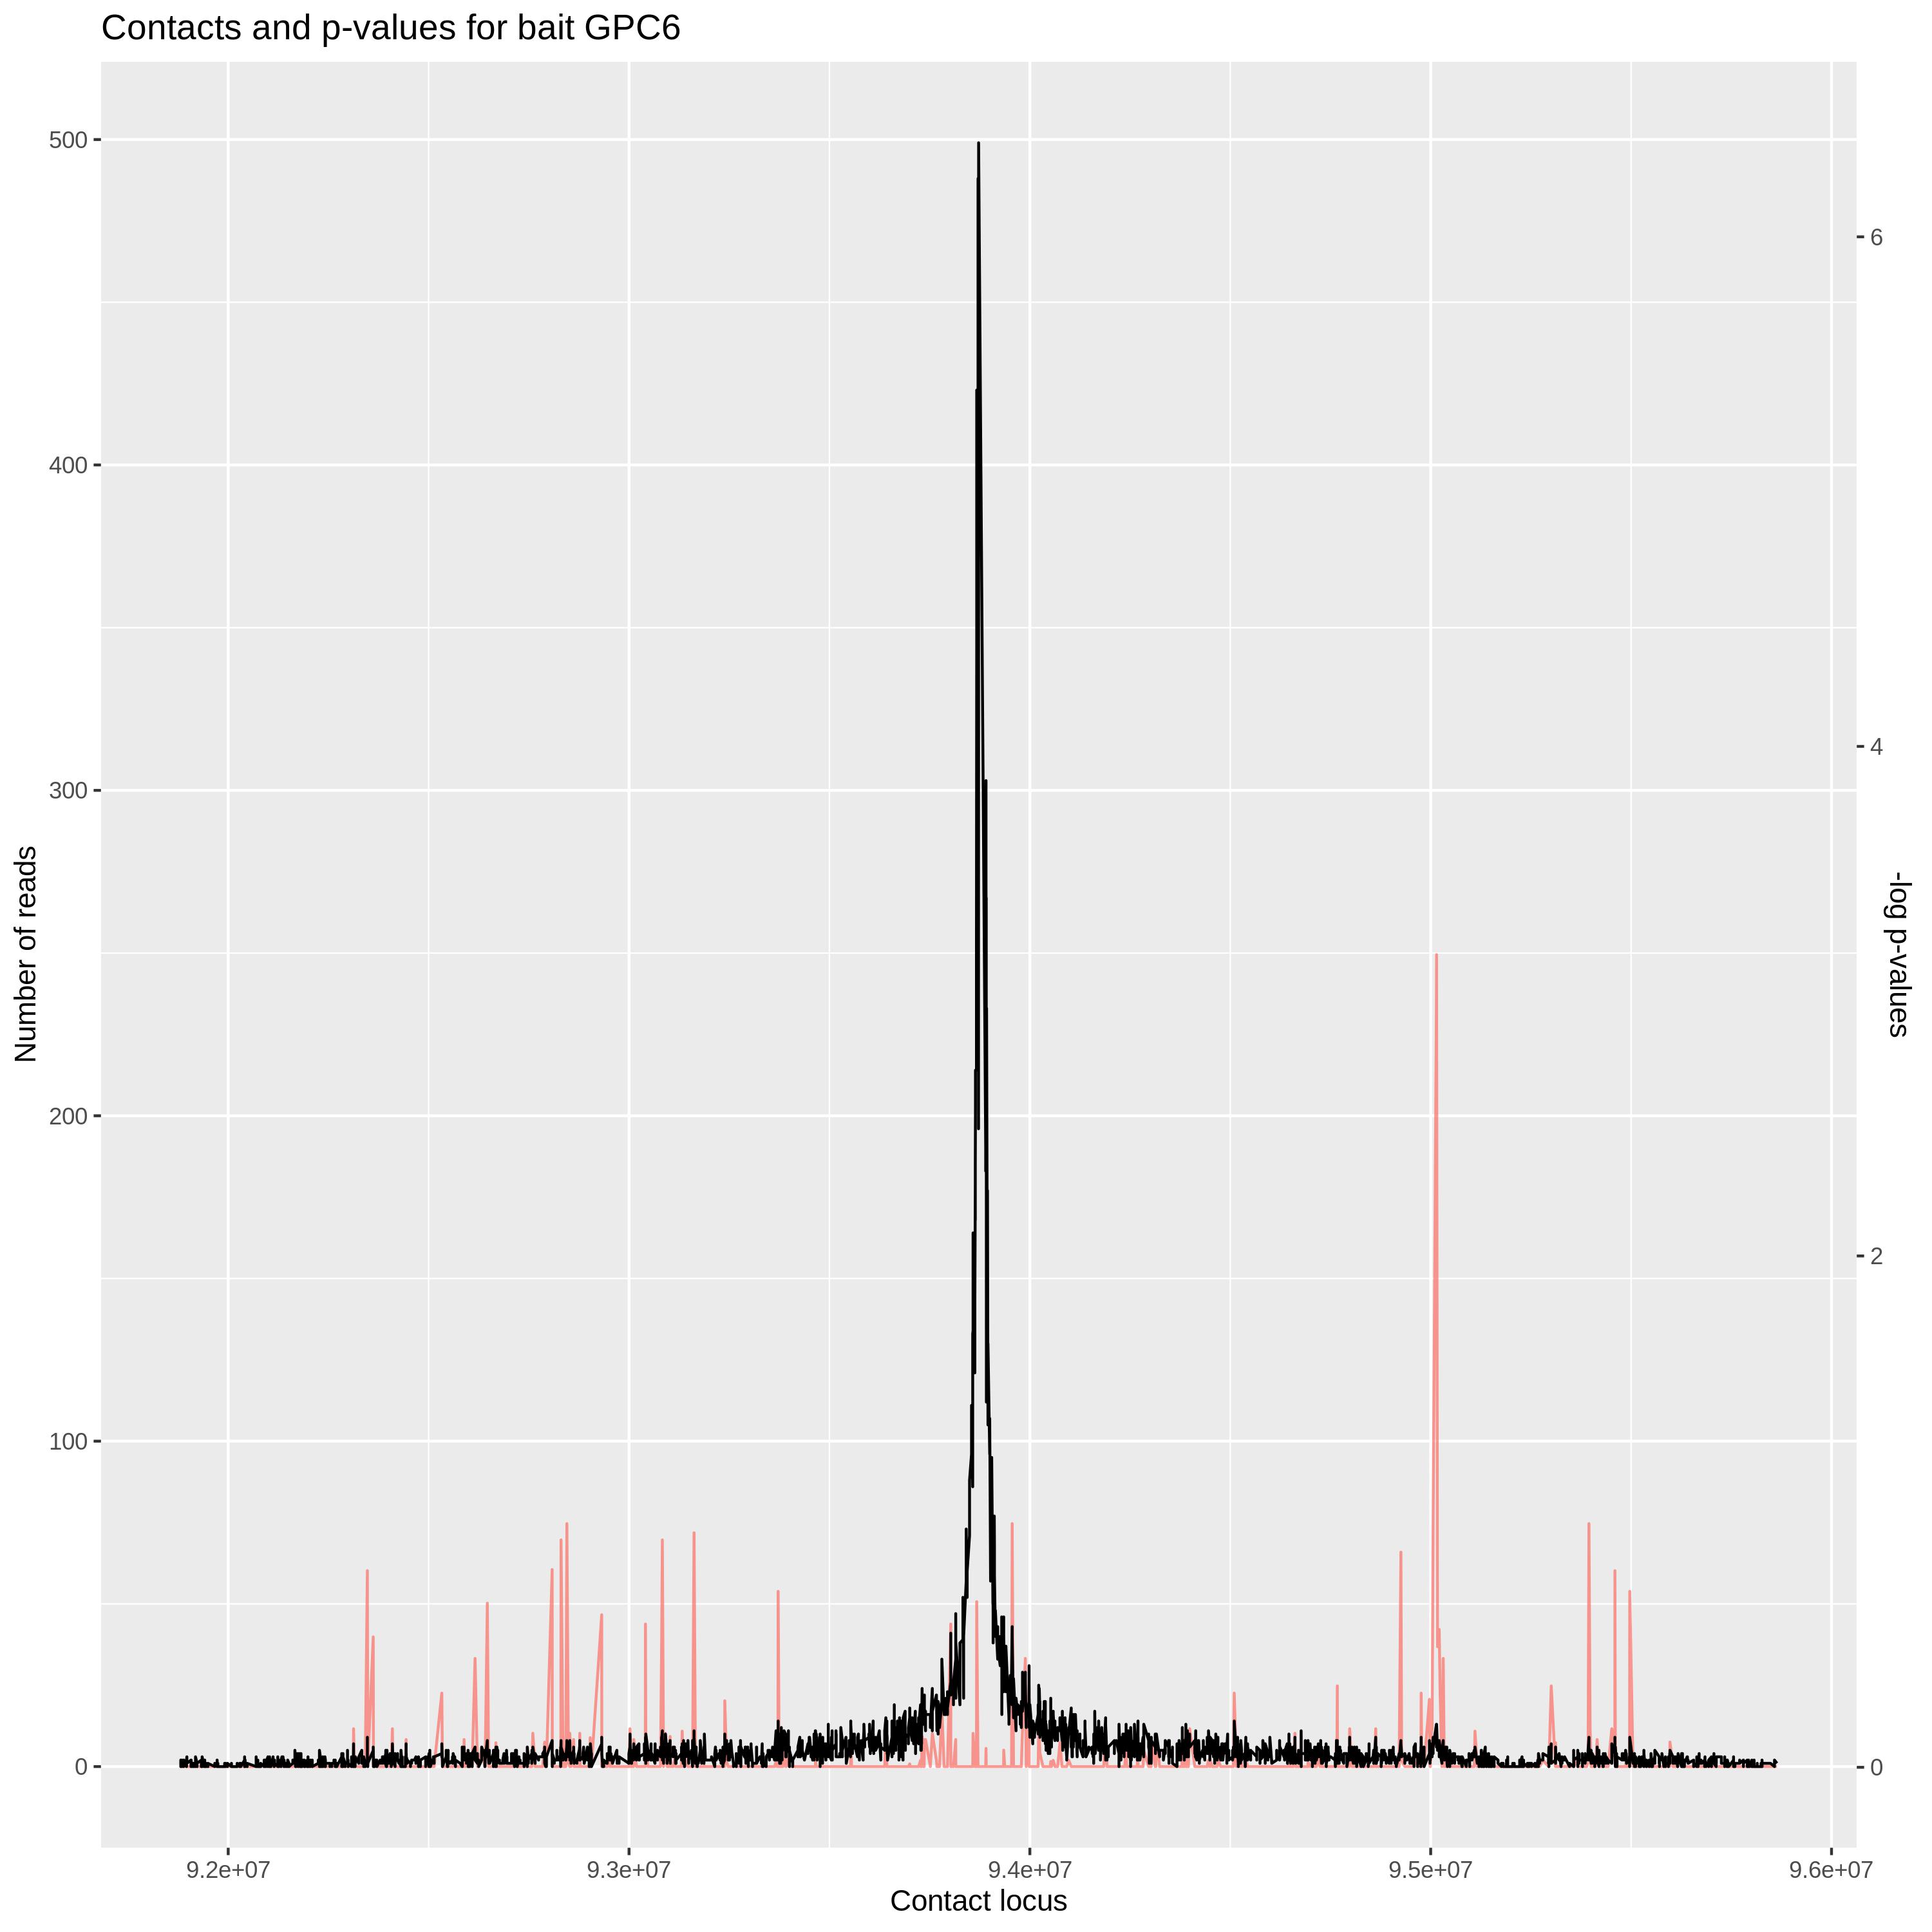 Contacts and p-values for bait GPC6
500
400
300
200
100
0
Number of reads
6
4
2
0
-log p-values
9.2e+07
9.3e+07
9.4e+07
9.5e+07
9.6e+07
Contact locus